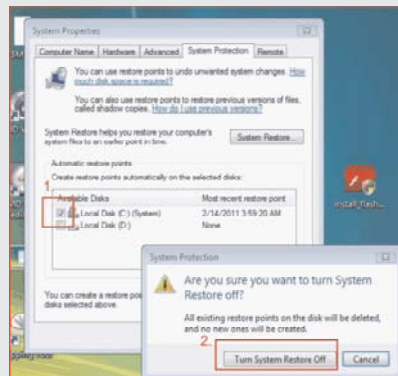 System Properties
Computer Name Hardware Advanced System Protection Remote
You can use restore points to undo unwanted system changes. How
much disk space is required?
You can also use restore points to restore previous versions of files,
called shadow copies. How do I use previous versions?
System Restore helps you restore your computer's
system files to an earlier point in time.
System Restore...
Automatic restore points
Create restore points automatically on the selected disks:
1.
Available Disks Most recent restore point
Local Disk (C:) (System) 2/14/2011 3:59:20 AM
Local Disk (D:) None
You can create a restore poi
disks selected above.
install_flash...
System Protection
Are you sure you want to turn System
Restore off?
All existing restore points on the disk will be deleted,
and no new ones will be created.
2.
Turn System Restore Off Cancel